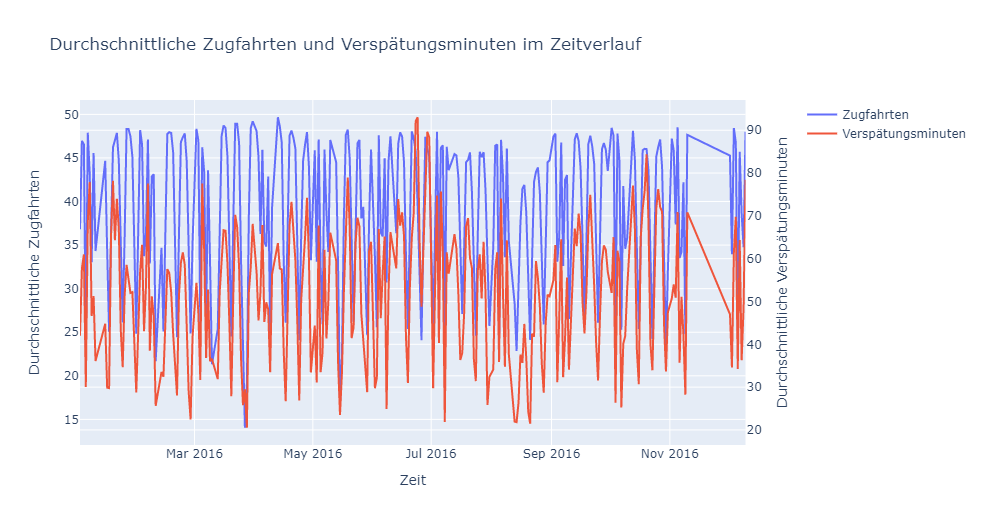 Durchschnittliche Zugfahrten und Verspätungsminuten im Zeitverlauf
Zugfahrten
Verspätungsminuten
Durchschnittliche Zugfahrten
50
45
40
35
30
25
20
15
90
80
70
60
50
40
30
20
Durchschnittliche Verspätungsminuten
Mar 2016
May 2016
Jul 2016
Sep 2016
Nov 2016
Zeit